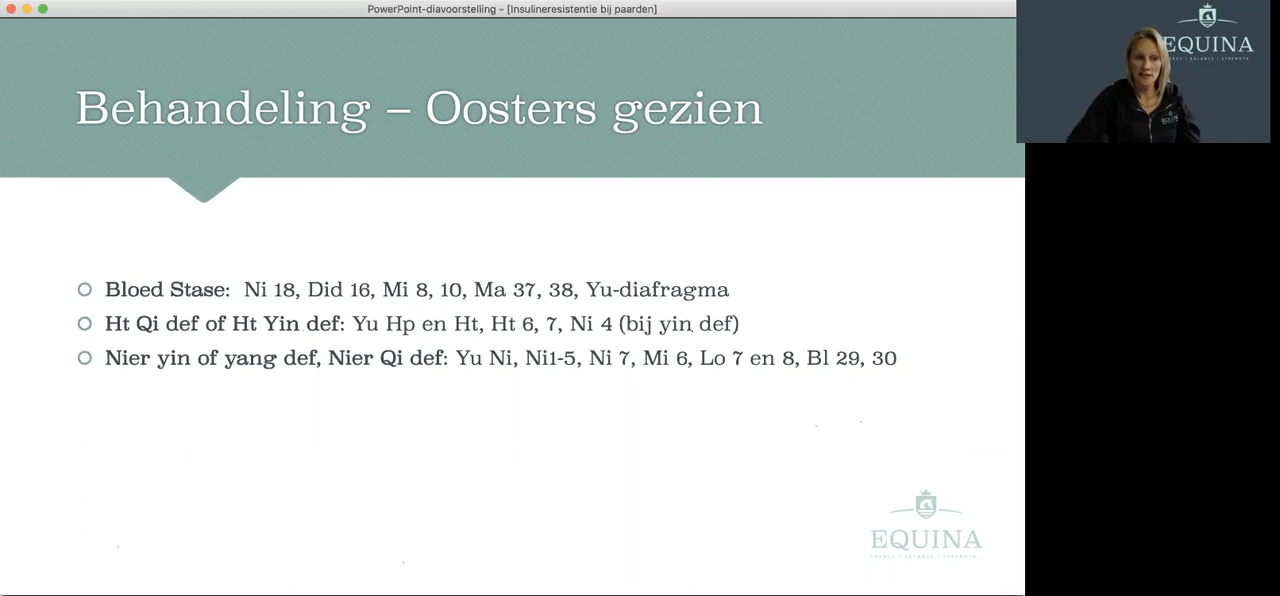 PowerPoint-diavoorstelling - [Insulineresistentie bij paarden]
EQUINA
Behandeling – Oosters gezien
Bloed Stase: Ni 18, Did 16, Mi 8, 10, Ma 37, 38, Yu-diafragma
Ht Qi def of Ht Yin def: Yu Hp en Ht, Ht 6, 7, Ni 4 (bij yin def)
Nier yin of yang def, Nier Qi def: Yu Ni, Ni1-5, Ni 7, Mi 6, Lo 7 en 8, Bl 29, 30
EQUINA
ENERGY | BALANCE | STRENGTH